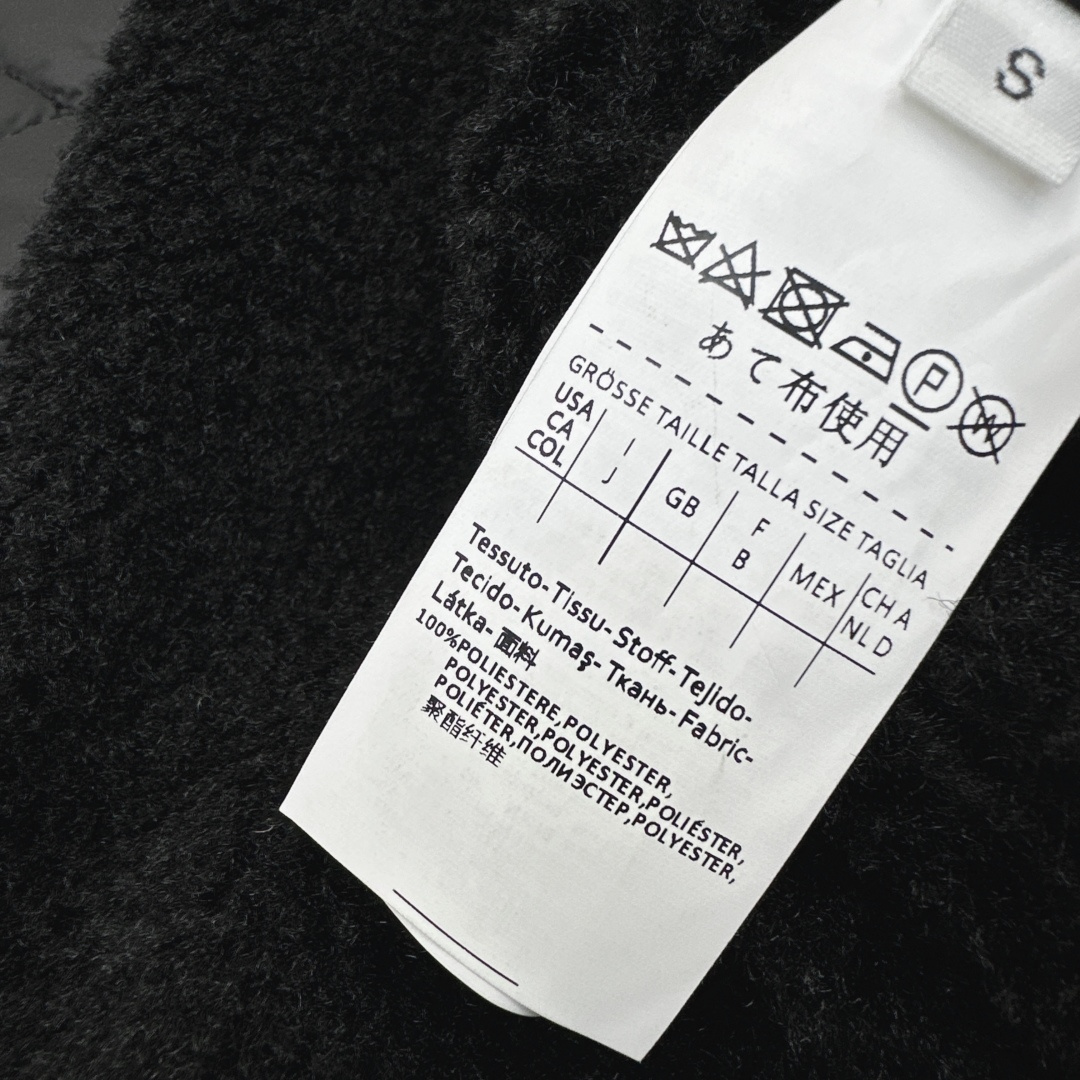 S
P
W
あて布使用
GRÖSSE TAILLE TALLA SIZE TAGLIA
USA CA COL
I J
GB
F B
MEX
CH A NL D
Tessuto-Tissu-Stoff-Tejido-
Tecido-Kumaş-Ткань-Fabric-
Látka-面料
100%POLIESTERE,POLYESTER,
POLYESTER,POLYESTER,POLIÉSTER,
POLIÉTER,ПОЛИЭСТЕР,POLYESTER,
聚酯纤维